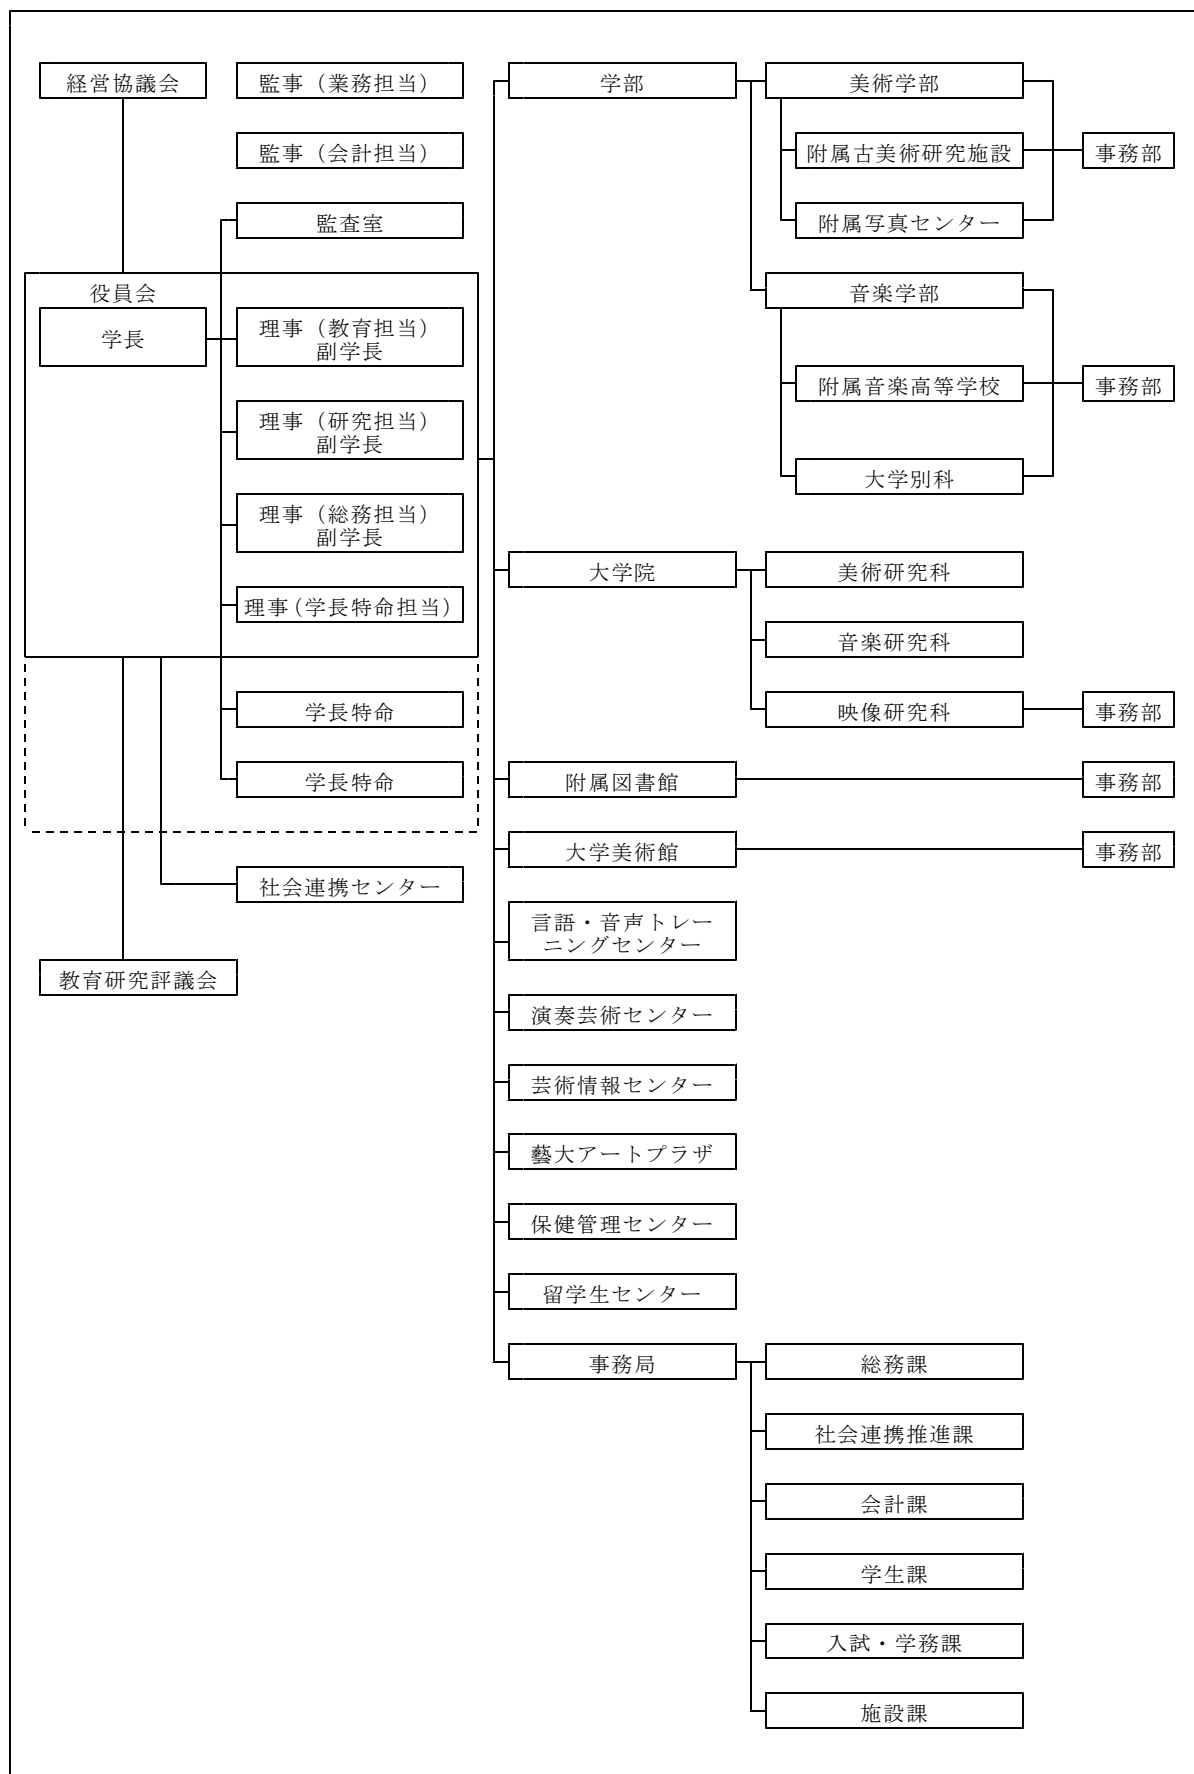 経営協議会
監事（業務担当）
監事（会計担当）
監査室
役員会
学長
理事（教育担当）
副学長
理事（研究担当）
副学長
理事（総務担当）
副学長
理事（学長特命担当）
学長特命
学長特命
社会連携センター
教育研究評議会
学部
美術学部
附属古美術研究施設
事務部
附属写真センター
音楽学部
附属音楽高等学校
事務部
大学別科
大学院
美術研究科
音楽研究科
映像研究科
事務部
附属図書館
事務部
大学美術館
事務部
言語・音声トレー
ニングセンター
演奏芸術センター
芸術情報センター
藝大アートプラザ
保健管理センター
留学生センター
事務局
総務課
社会連携推進課
会計課
学生課
入試・学務課
施設課